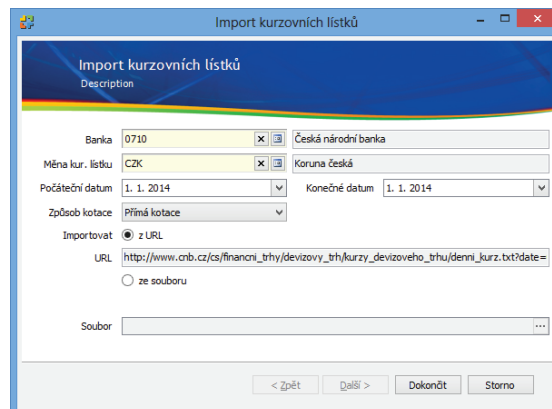 Import kurzovních lístků
Import kurzovních lístků
Description
Banka 0710 Česká národní banka
Měna kur. lístku CZK Koruna česká
Počáteční datum 1. 1. 2014 Konečné datum 1. 1. 2014
Způsob kotace Přímá kotace
Importovat z URL
URL http://www.cnb.cz/cs/financni_trhy/devizovy_trh/kurzy_devizoveho_trhu/denni_kurz.txt?date=
ze souboru
Soubor ...
< Zpět Další > Dokončit Storno